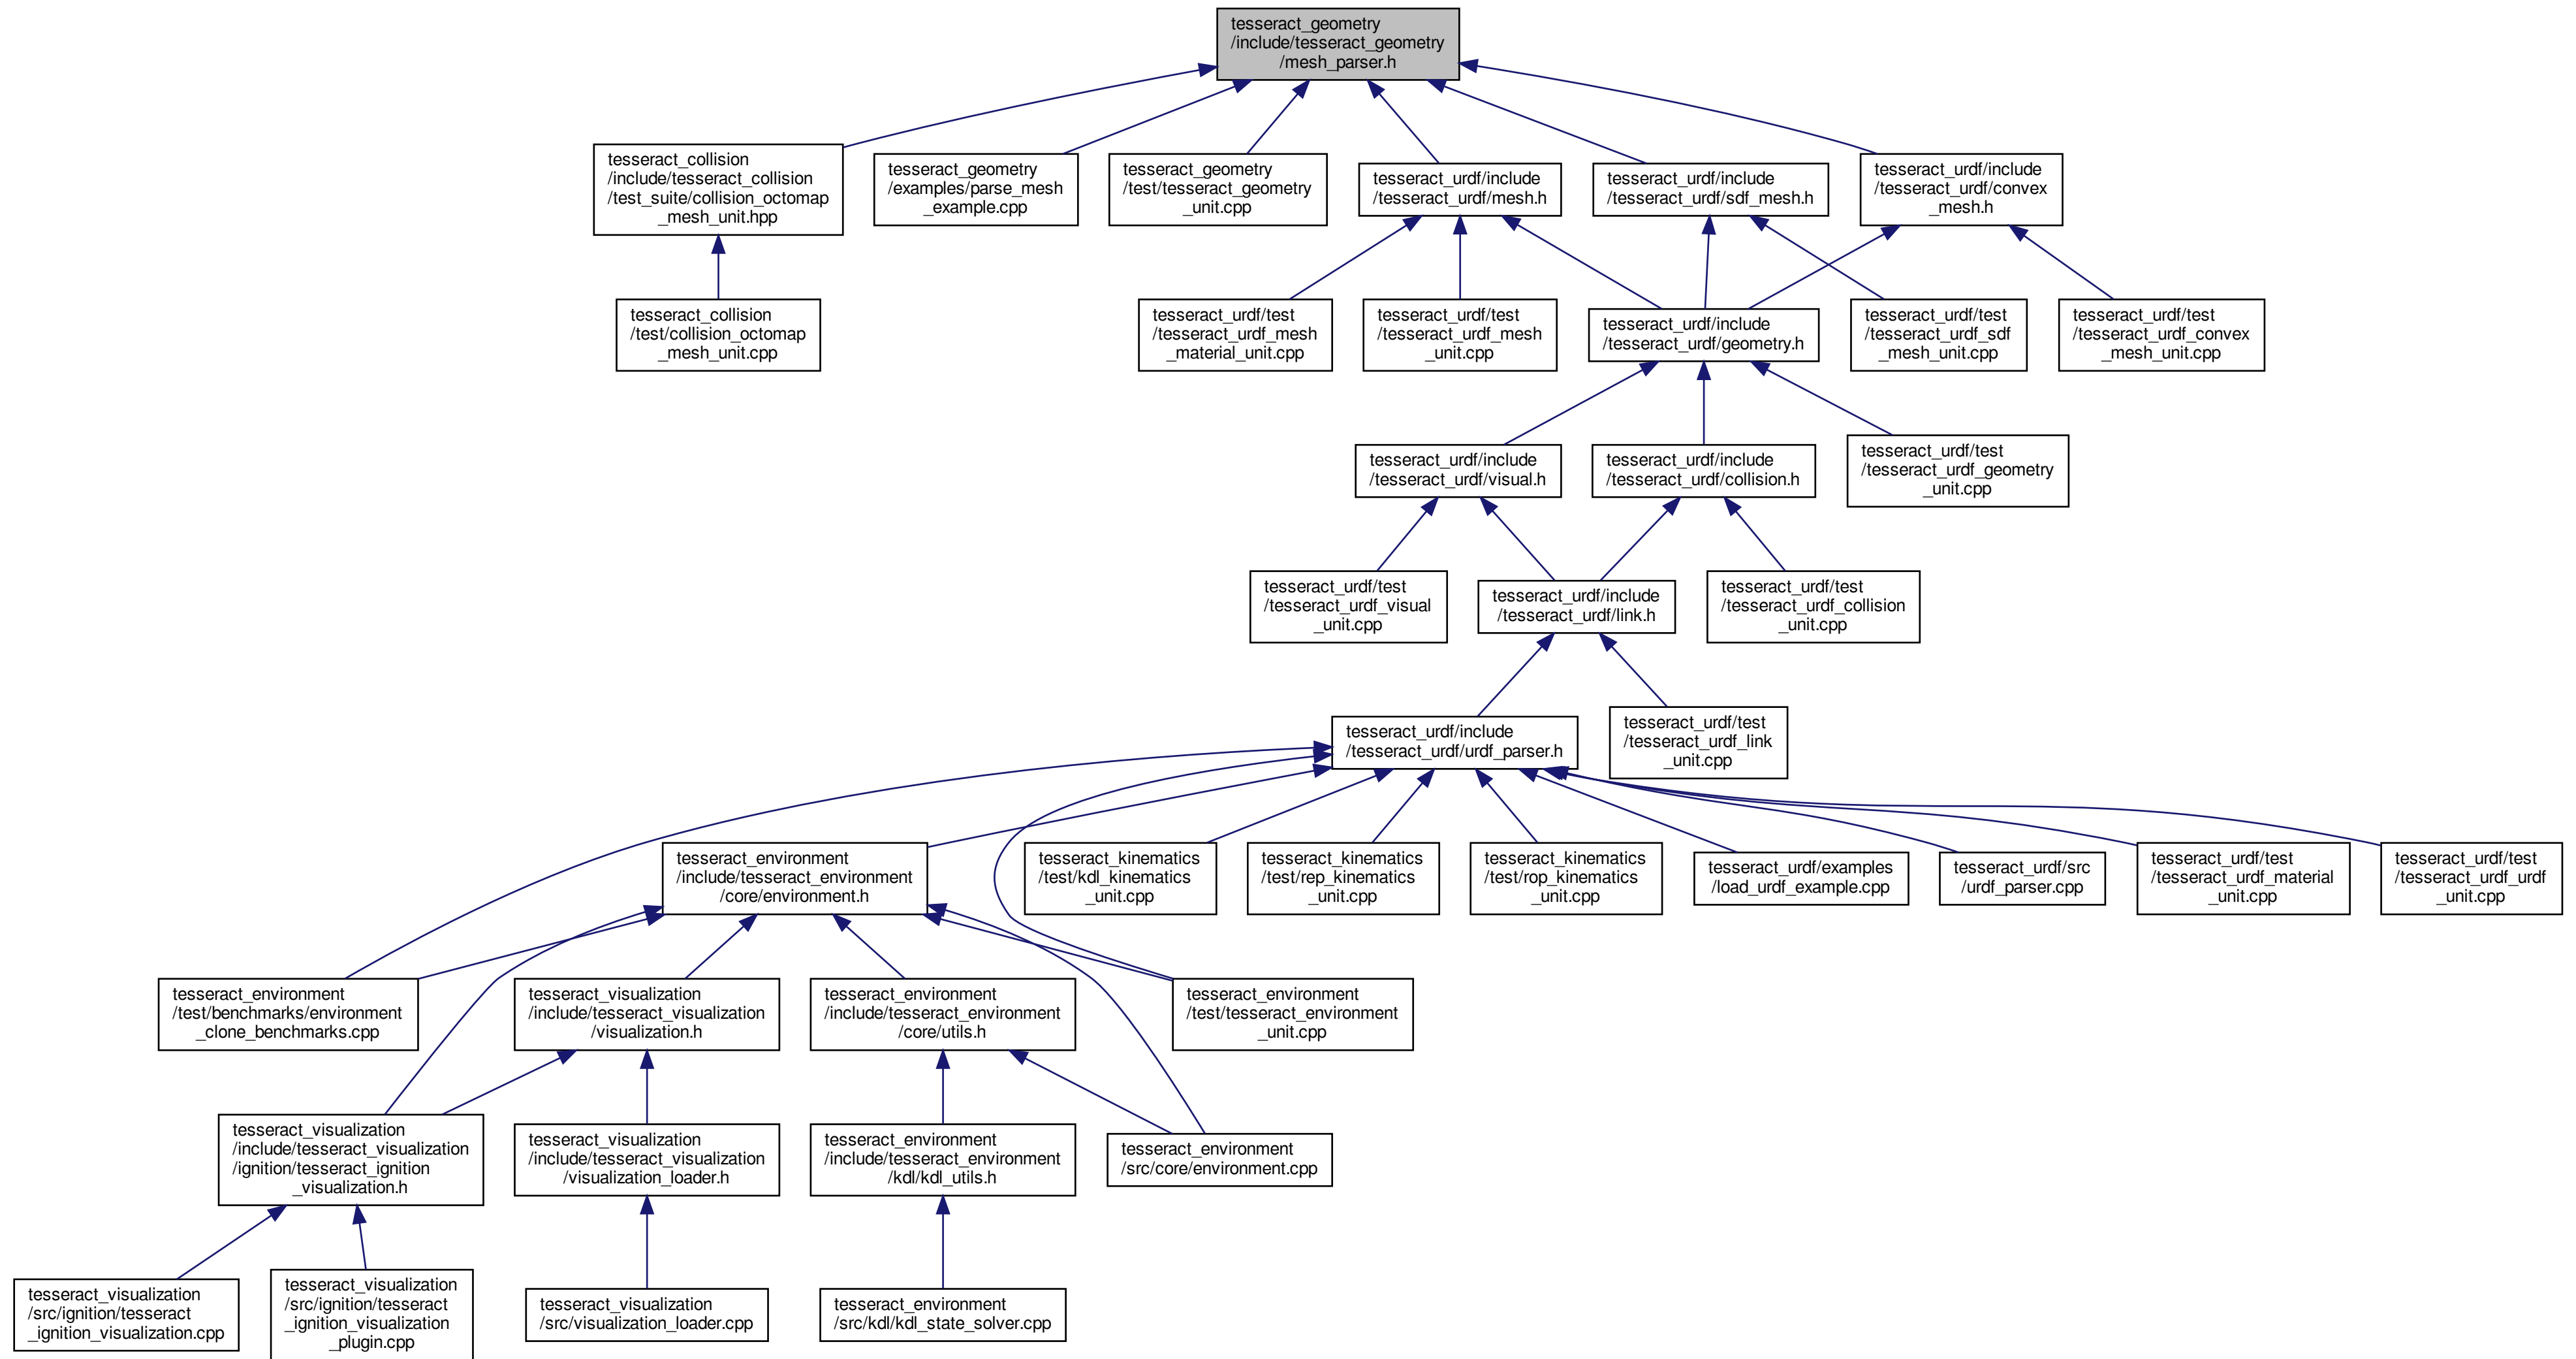 tesseract_geometry
/include/tesseract_geometry
/mesh_parser.h
tesseract_collision
/include/tesseract_collision
/test_suite/collision_octomap
_mesh_unit.hpp
tesseract_geometry
/examples/parse_mesh
_example.cpp
tesseract_geometry
/test/tesseract_geometry
_unit.cpp
tesseract_urdf/include
/tesseract_urdf/mesh.h
tesseract_urdf/include
/tesseract_urdf/sdf_mesh.h
tesseract_urdf/include
/tesseract_urdf/convex
_mesh.h
tesseract_collision
/test/collision_octomap
_mesh_unit.cpp
tesseract_urdf/test
/tesseract_urdf_mesh
_material_unit.cpp
tesseract_urdf/test
/tesseract_urdf_mesh
_unit.cpp
tesseract_urdf/include
/tesseract_urdf/geometry.h
tesseract_urdf/test
/tesseract_urdf_sdf
_mesh_unit.cpp
tesseract_urdf/test
/tesseract_urdf_convex
_mesh_unit.cpp
tesseract_urdf/include
/tesseract_urdf/visual.h
tesseract_urdf/include
/tesseract_urdf/collision.h
tesseract_urdf/test
/tesseract_urdf_geometry
_unit.cpp
tesseract_urdf/test
/tesseract_urdf_visual
_unit.cpp
tesseract_urdf/include
/tesseract_urdf/link.h
tesseract_urdf/test
/tesseract_urdf_collision
_unit.cpp
tesseract_urdf/include
/tesseract_urdf/urdf_parser.h
tesseract_urdf/test
/tesseract_urdf_link
_unit.cpp
tesseract_environment
/include/tesseract_environment
/core/environment.h
tesseract_kinematics
/test/kdl_kinematics
_unit.cpp
tesseract_kinematics
/test/rep_kinematics
_unit.cpp
tesseract_kinematics
/test/rop_kinematics
_unit.cpp
tesseract_urdf/examples
/load_urdf_example.cpp
tesseract_urdf/src
/urdf_parser.cpp
tesseract_urdf/test
/tesseract_urdf_material
_unit.cpp
tesseract_urdf/test
/tesseract_urdf_urdf
_unit.cpp
tesseract_environment
/test/benchmarks/environment
_clone_benchmarks.cpp
tesseract_visualization
/include/tesseract_visualization
/visualization.h
tesseract_environment
/include/tesseract_environment
/core/utils.h
tesseract_environment
/test/tesseract_environment
_unit.cpp
tesseract_visualization
/include/tesseract_visualization
/ignition/tesseract_ignition
_visualization.h
tesseract_visualization
/include/tesseract_visualization
/visualization_loader.h
tesseract_environment
/include/tesseract_environment
/kdl/kdl_utils.h
tesseract_environment
/src/core/environment.cpp
tesseract_visualization
/src/ignition/tesseract
_ignition_visualization.cpp
tesseract_visualization
/src/ignition/tesseract
_ignition_visualization
_plugin.cpp
tesseract_visualization
/src/visualization_loader.cpp
tesseract_environment
/src/kdl/kdl_state_solver.cpp